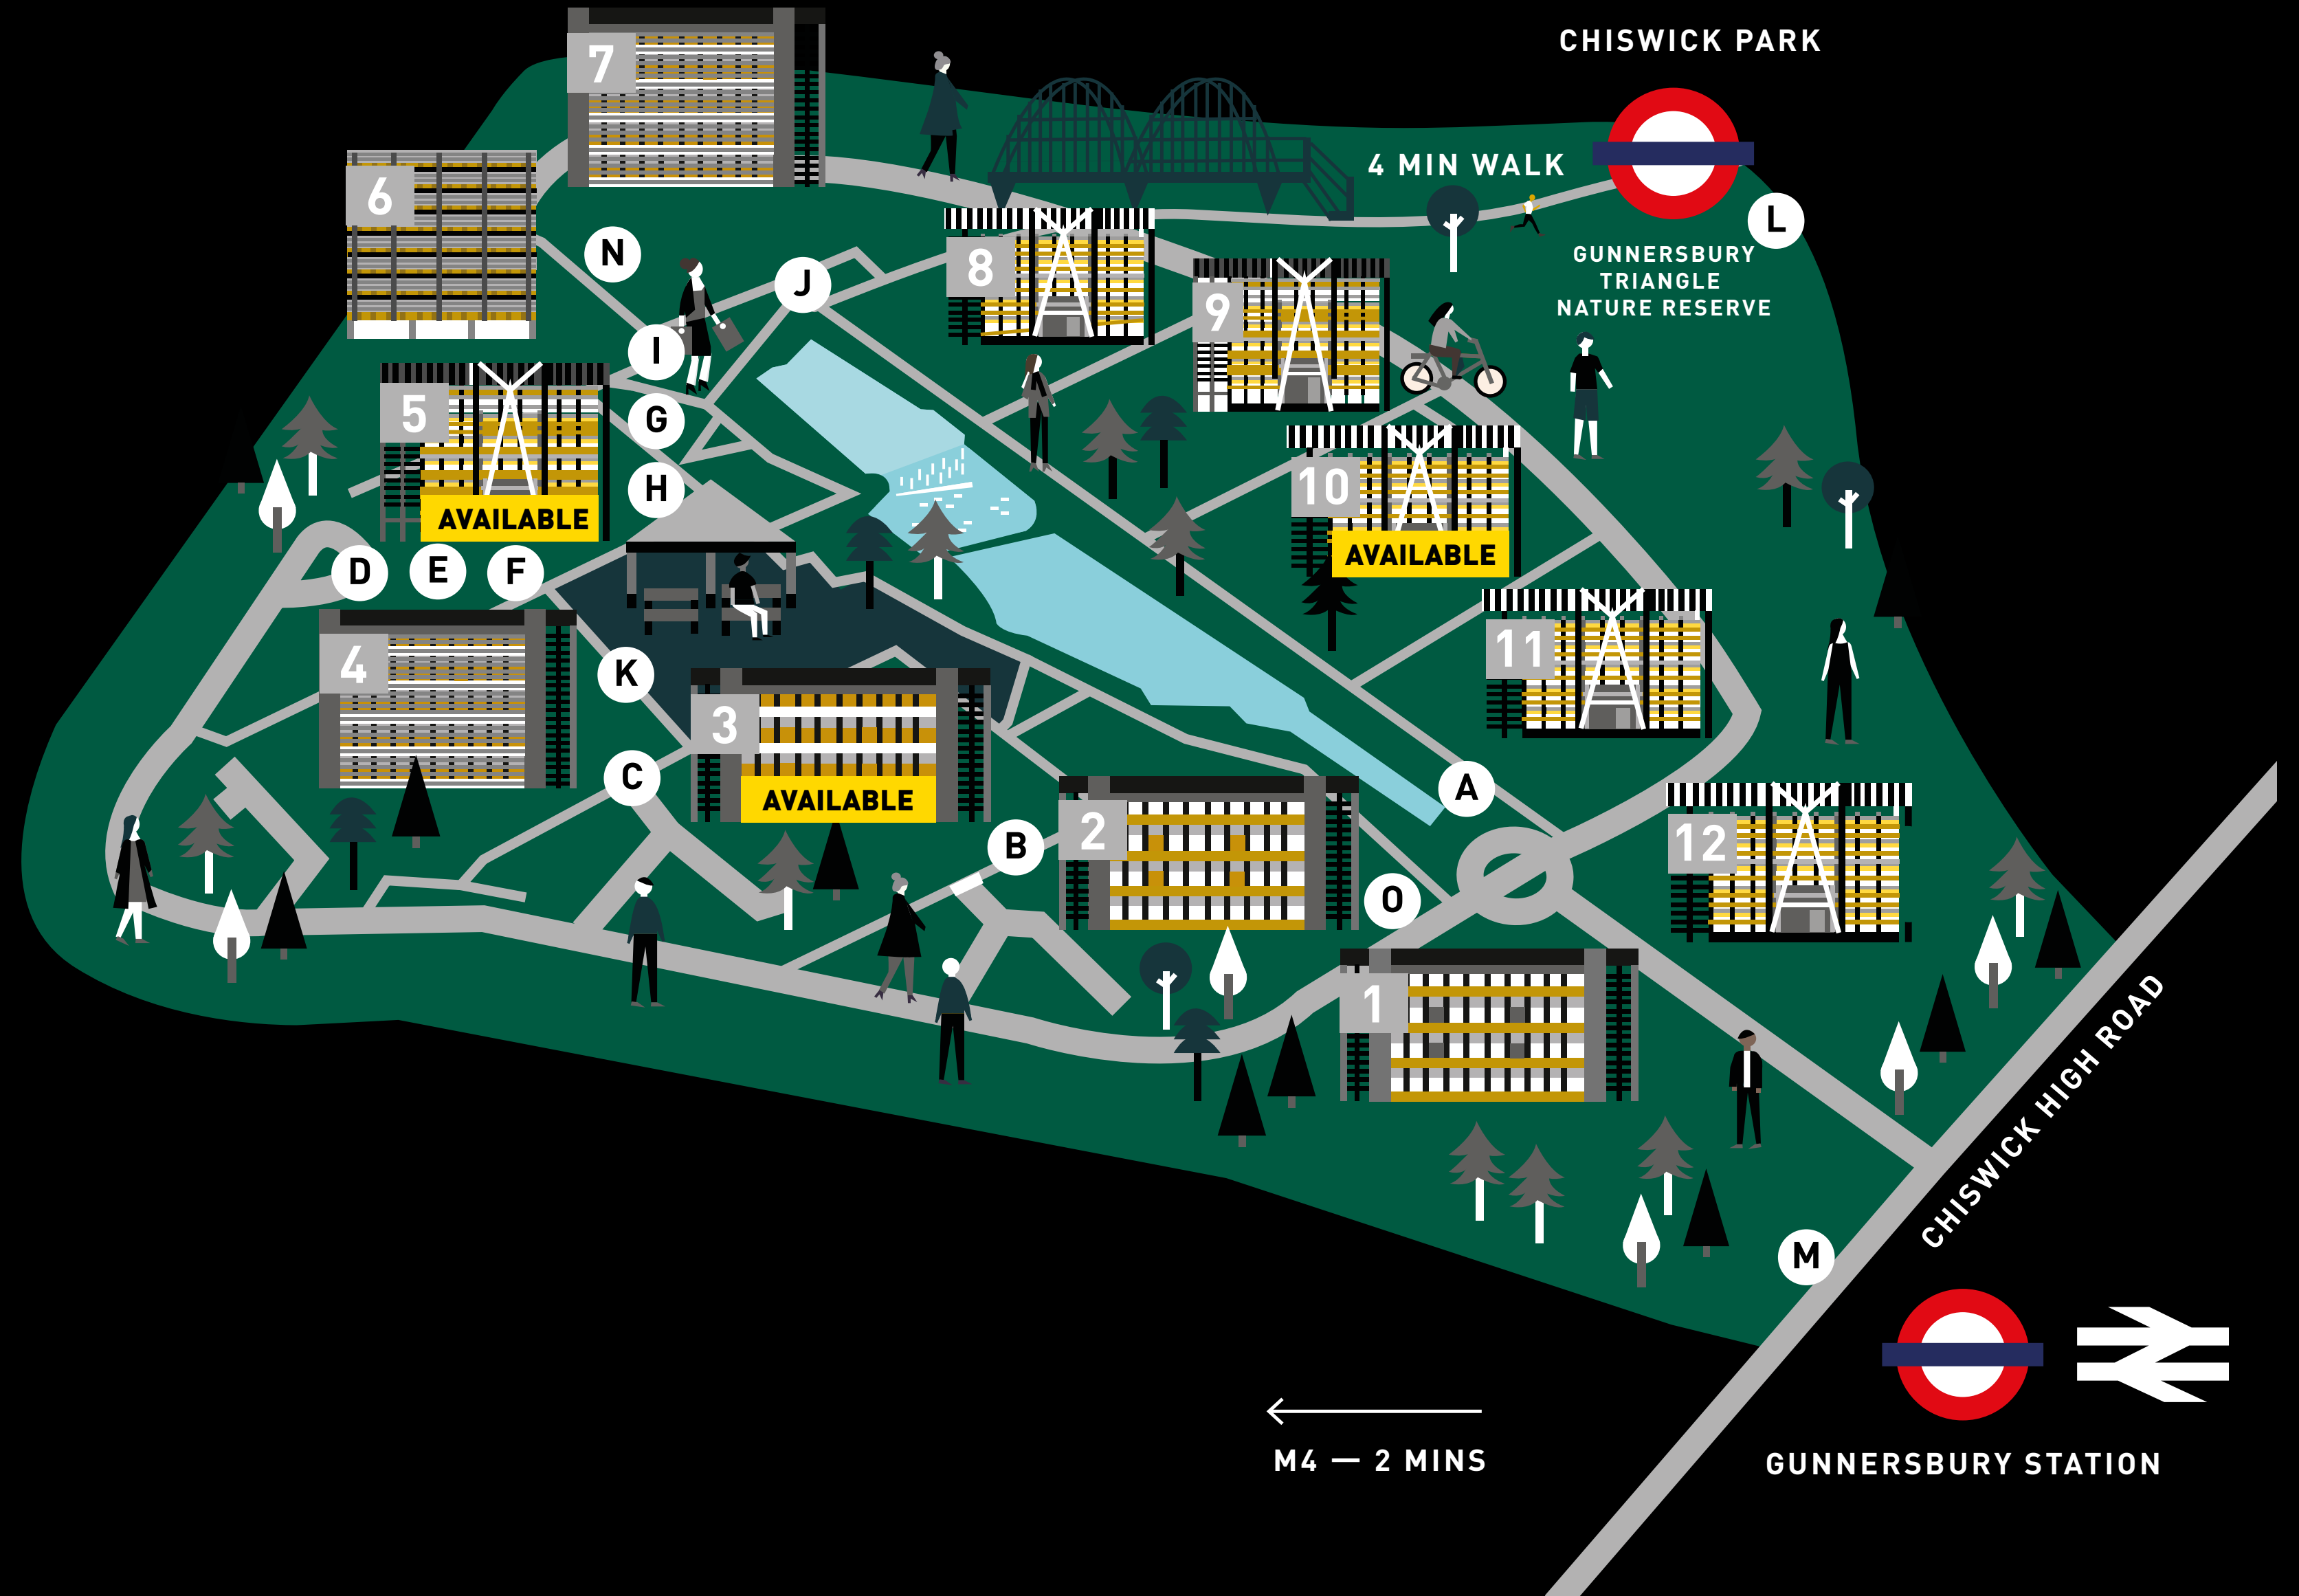 CHISWICK PARK
7
4 MIN WALK
6
L
N
GUNNERSBURY
TRIANGLE
NATURE RESERVE
8
J
9
I
5
G
H
10
AVAILABLE
AVAILABLE
D
E
F
11
4
K
3
C
A
AVAILABLE
2
12
B
O
1
CHISWICK HIGH ROAD
M
M4 — 2 MINS
GUNNERSBURY STATION